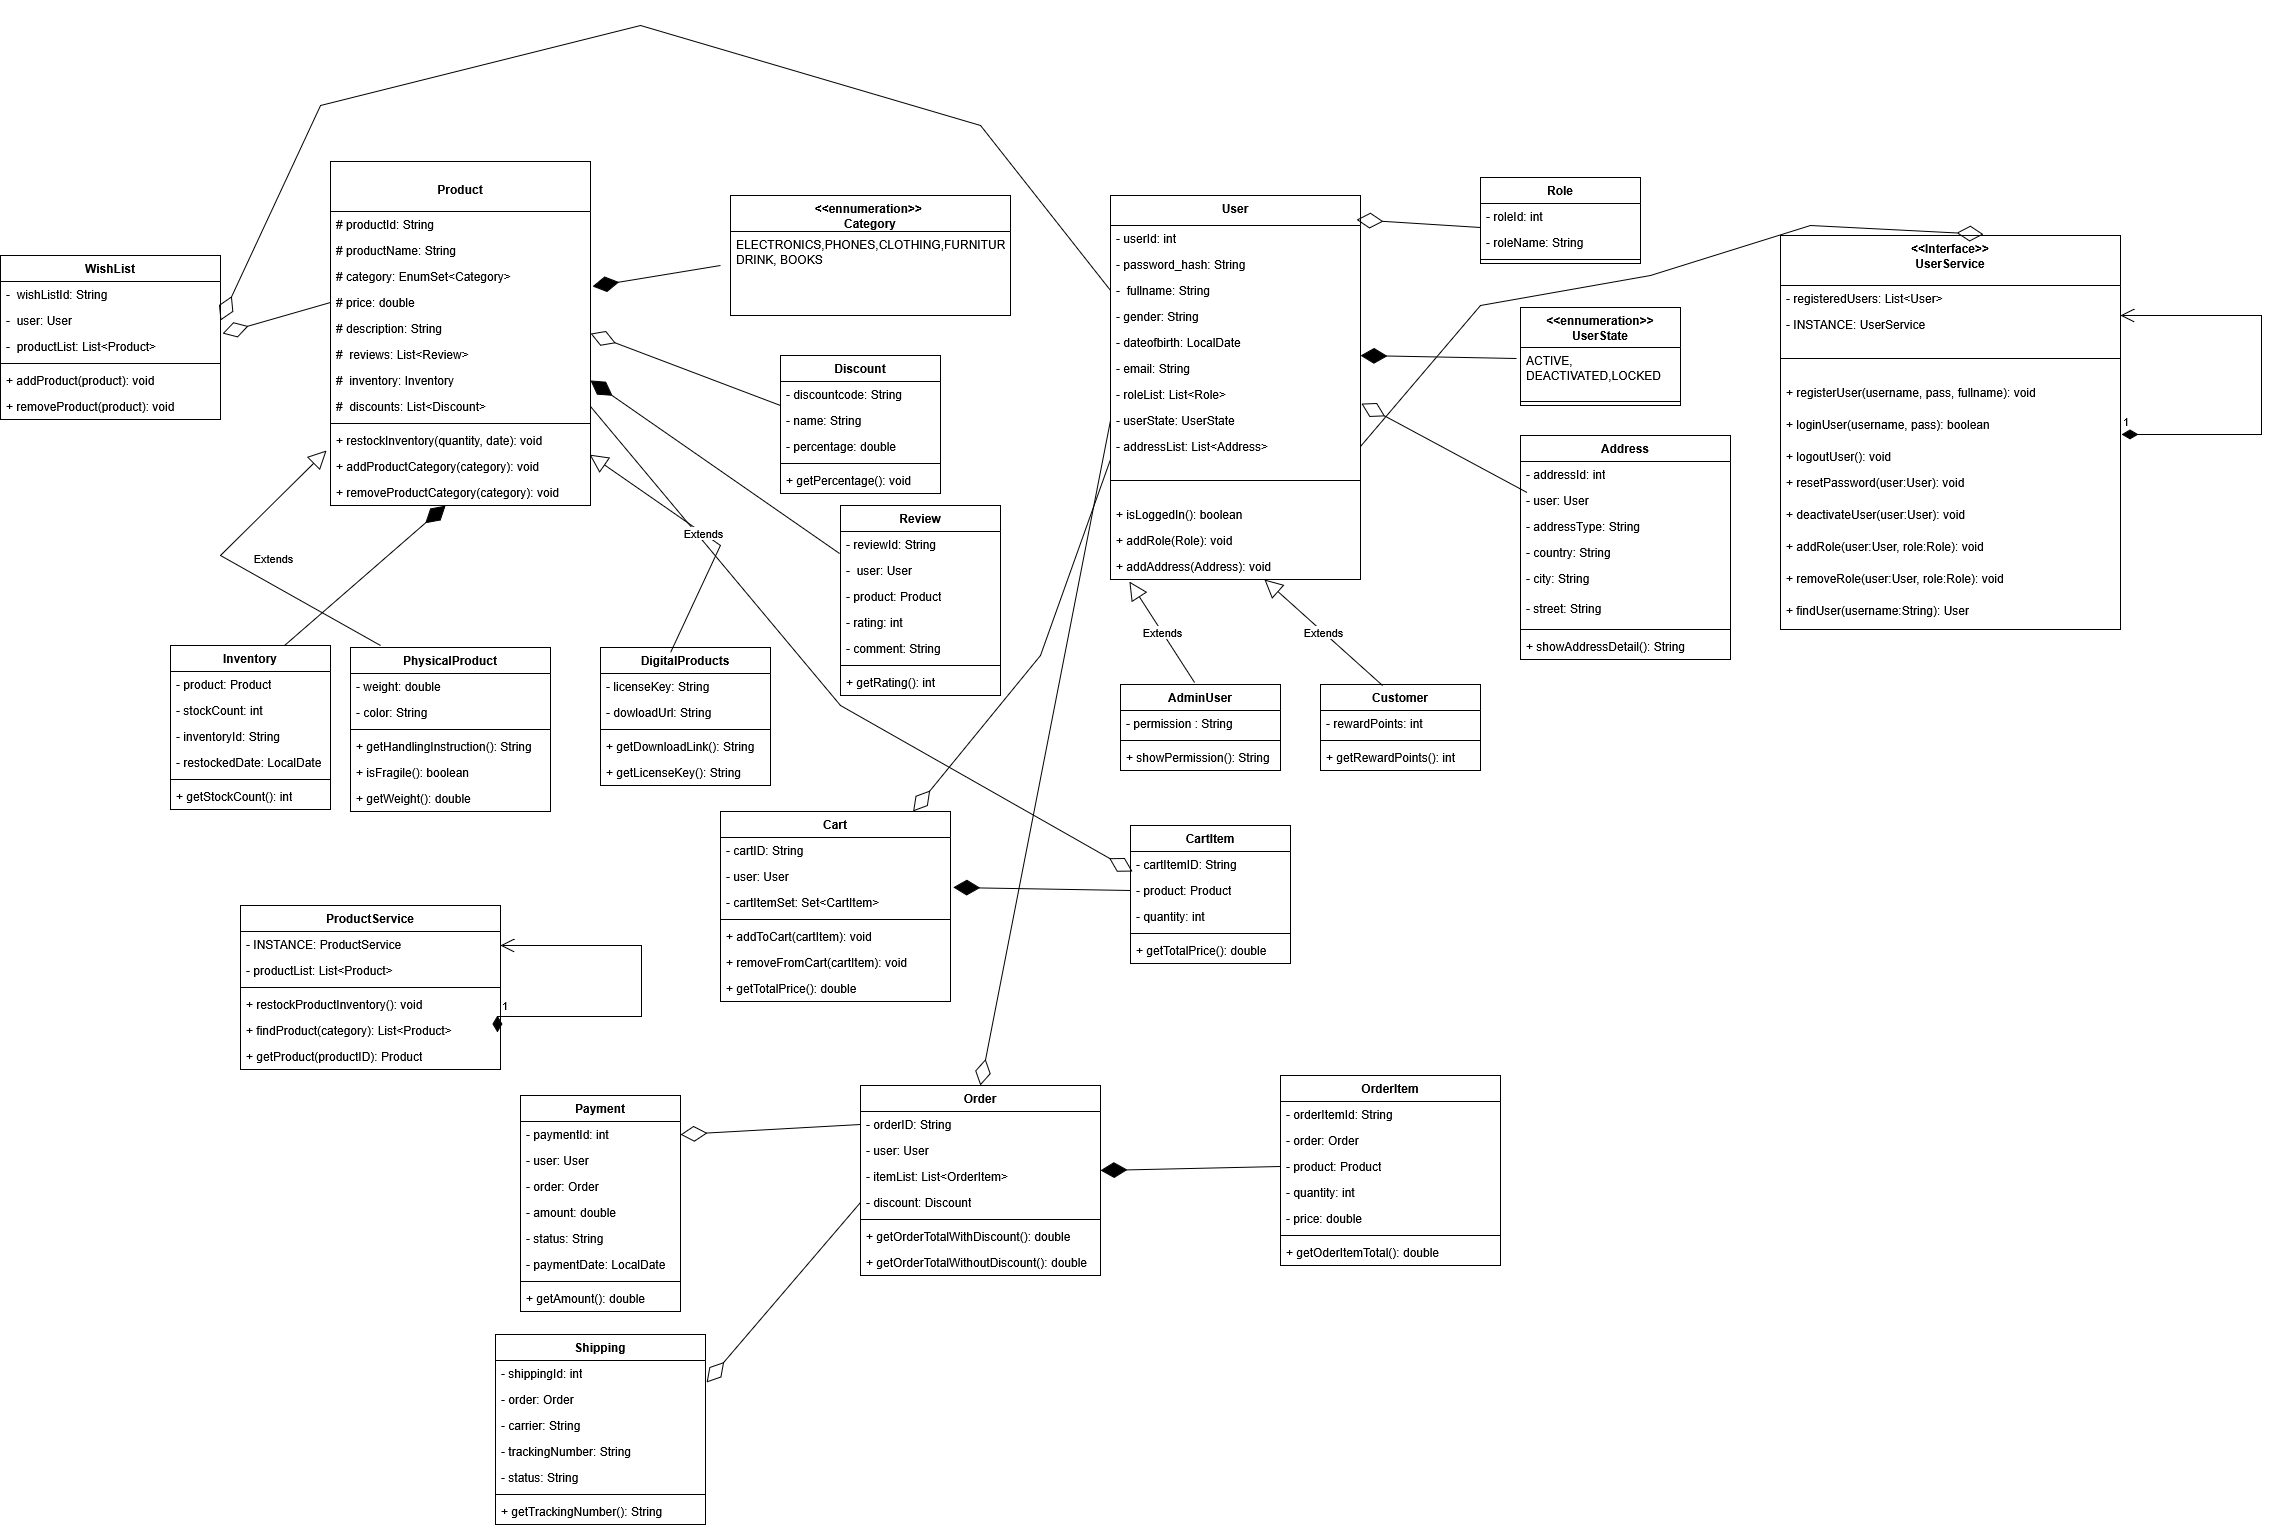 WishList
-  wishListId: String
-  user: User
-  productList: List<Product>
+ addProduct(product): void
+ removeProduct(product): void
Product
# productId: String
# productName: String
# category: EnumSet<Category>
# price: double
# description: String
#  reviews: List<Review>
#  inventory: Inventory
#  discounts: List<Discount>
+ restockInventory(quantity, date): void
+ addProductCategory(category): void
+ removeProductCategory(category): void
<<ennumeration>>
Category
ELECTRONICS,PHONES,CLOTHING,FURNITUR
DRINK, BOOKS
Discount
- discountcode: String
- name: String
- percentage: double
+ getPercentage(): void
Review
- reviewId: String
-  user: User
- product: Product
- rating: int
- comment: String
+ getRating(): int
User
- userId: int
- password_hash: String
-  fullname: String
- gender: String
- dateofbirth: LocalDate
- email: String
- roleList: List<Role>
- userState: UserState
- addressList: List<Address>
+ isLoggedIn(): boolean
+ addRole(Role): void
+ addAddress(Address): void
Role
- roleId: int
- roleName: String
<<ennumeration>>
UserState
ACTIVE,
DEACTIVATED,LOCKED
Address
- addressId: int
- user: User
- addressType: String
- country: String
- city: String
- street: String
+ showAddressDetail(): String
<<Interface>>
UserService
- registeredUsers: List<User>
- INSTANCE: UserService
+ registerUser(username, pass, fullname): void
+ loginUser(username, pass): boolean
+ logoutUser(): void
+ resetPassword(user:User): void
+ deactivateUser(user:User): void
+ addRole(user:User, role:Role): void
+ removeRole(user:User, role:Role): void
+ findUser(username:String): User
1
Extends
Extends
Extends
Extends
Inventory
- product: Product
- stockCount: int
- inventoryId: String
- restockedDate: LocalDate
+ getStockCount(): int
PhysicalProduct
- weight: double
- color: String
+ getHandlingInstruction(): String
+ isFragile(): boolean
+ getWeight(): double
DigitalProducts
- licenseKey: String
- dowloadUrl: String
+ getDownloadLink(): String
+ getLicenseKey(): String
AdminUser
- permission : String
+ showPermission(): String
Customer
- rewardPoints: int
+ getRewardPoints(): int
Cart
- cartID: String
- user: User
- cartItemSet: Set<CartItem>
+ addToCart(cartItem): void
+ removeFromCart(cartItem): void
+ getTotalPrice(): double
CartItem
- cartItemID: String
- product: Product
- quantity: int
+ getTotalPrice(): double
ProductService
- INSTANCE: ProductService
- productList: List<Product>
+ restockProductInventory(): void
+ findProduct(category): List<Product>
+ getProduct(productID): Product
1
Payment
- paymentId: int
- user: User
- order: Order
- amount: double
- status: String
- paymentDate: LocalDate
+ getAmount(): double
Order
- orderID: String
- user: User
- itemList: List<OrderItem>
- discount: Discount
+ getOrderTotalWithDiscount(): double
+ getOrderTotalWithoutDiscount(): double
OrderItem
- orderItemId: String
- order: Order
- product: Product
- quantity: int
- price: double
+ getOderItemTotal(): double
Shipping
- shippingId: int
- order: Order
- carrier: String
- trackingNumber: String
- status: String
+ getTrackingNumber(): String